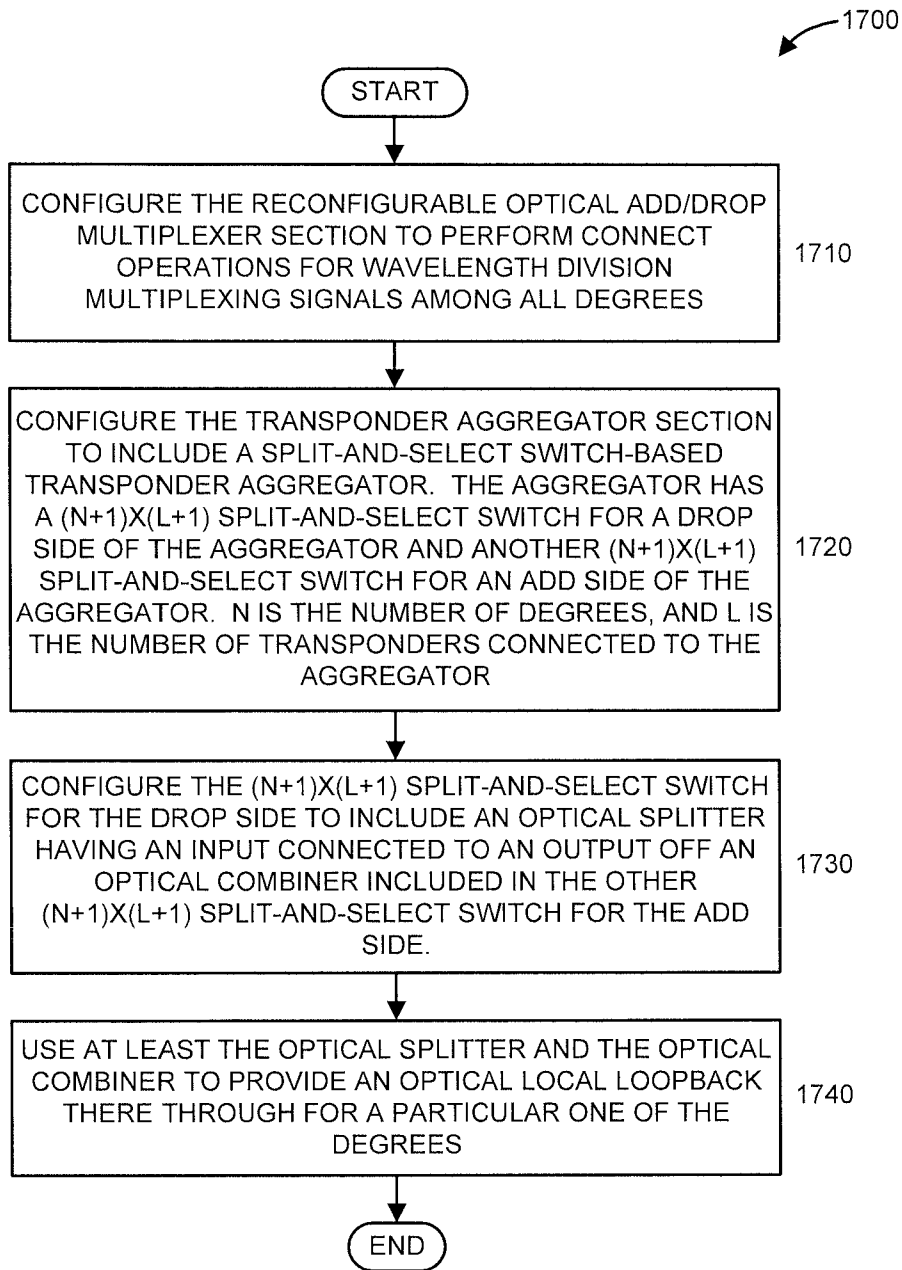 1700
START
CONFIGURE THE RECONFIGURABLE OPTICAL ADD/DROP
MULTIPLEXER SECTION TO PERFORM CONNECT
OPERATIONS FOR WAVELENGTH DIVISION
MULTIPLEXING SIGNALS AMONG ALL DEGREES
1710
CONFIGURE THE TRANSPONDER AGGREGATOR SECTION
TO INCLUDE A SPLIT-AND-SELECT SWITCH-BASED
TRANSPONDER AGGREGATOR. THE AGGREGATOR HAS
A (N+1)X(L+1) SPLIT-AND-SELECT SWITCH FOR A DROP
SIDE OF THE AGGREGATOR AND ANOTHER (N+1)X(L+1)
SPLIT-AND-SELECT SWITCH FOR AN ADD SIDE OF THE
AGGREGATOR. N IS THE NUMBER OF DEGREES, AND L IS
THE NUMBER OF TRANSPONDERS CONNECTED TO THE
AGGREGATOR
1720
CONFIGURE THE (N+1)X(L+1) SPLIT-AND-SELECT SWITCH
FOR THE DROP SIDE TO INCLUDE AN OPTICAL SPLITTER
HAVING AN INPUT CONNECTED TO AN OUTPUT OFF AN
OPTICAL COMBINER INCLUDED IN THE OTHER
(N+1)X(L+1) SPLIT-AND-SELECT SWITCH FOR THE ADD
SIDE.
1730
USE AT LEAST THE OPTICAL SPLITTER AND THE OPTICAL
COMBINER TO PROVIDE AN OPTICAL LOCAL LOOPBACK
THERE THROUGH FOR A PARTICULAR ONE OF THE
DEGREES
1740
END